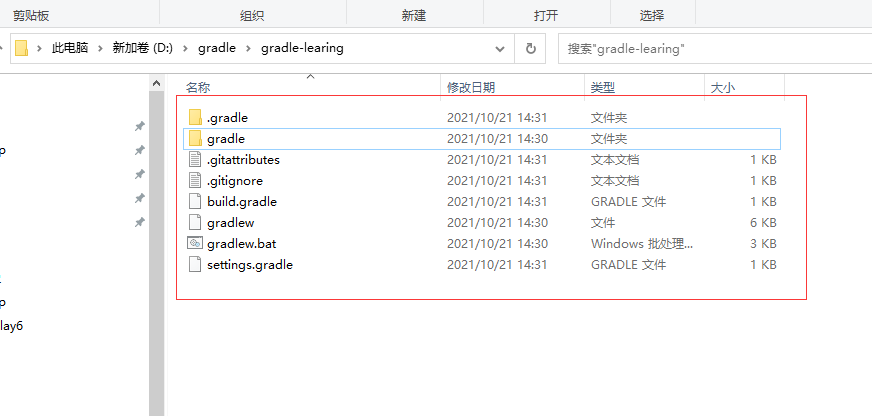 剪贴板 组织 新建 打开 选择
此电脑 新加卷 (D:) gradle gradle-learing 搜索"gradle-learing"
名称 修改日期 类型 大小
.gradle 2021/10/21 14:31 文件夹
gradle 2021/10/21 14:30 文件夹
.gitattributes 2021/10/21 14:31 文本文档 1 KB
.gitignore 2021/10/21 14:31 文本文档 1 KB
build.gradle 2021/10/21 14:31 GRADLE 文件 1 KB
gradlew 2021/10/21 14:30 文件 6 KB
gradlew.bat 2021/10/21 14:30 Windows 批处理... 3 KB
settings.gradle 2021/10/21 14:31 GRADLE 文件 1 KB
p
p
lay6